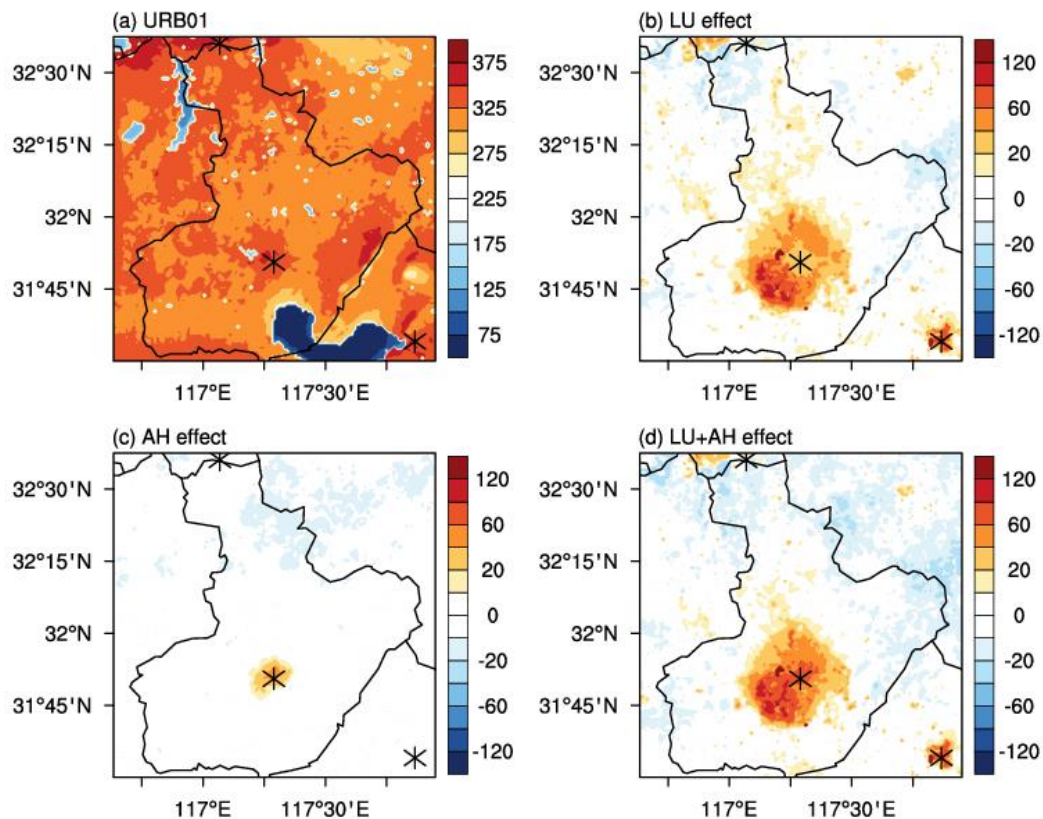 (a) URB01
32°30'N
32°15'N
32°N
31°45'N
117°E
117°30'E
375
325
275
225
175
125
75
(b) LU effect
32°30'N
32°15'N
32°N
31°45'N
117°E
117°30'E
120
60
20
0
-20
-60
-120
(c) AH effect
32°30'N
32°15'N
32°N
31°45'N
117°E
117°30'E
120
60
20
0
-20
-60
-120
(d) LU+AH effect
32°30'N
32°15'N
32°N
31°45'N
117°E
117°30'E
120
60
20
0
-20
-60
-120